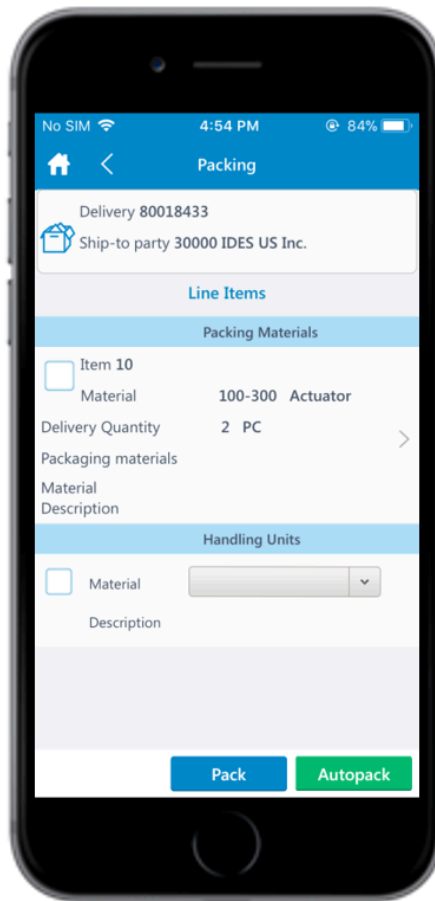 No SIM 4:54 PM 84%
Packing
Delivery 80018433
Ship-to party 30000 IDES US Inc.
Line Items
Packing Materials
Item 10
Material 100-300 Actuator
Delivery Quantity 2 PC
Packaging materials
Material
Description
Handling Units
Material
Description
Pack Autopack